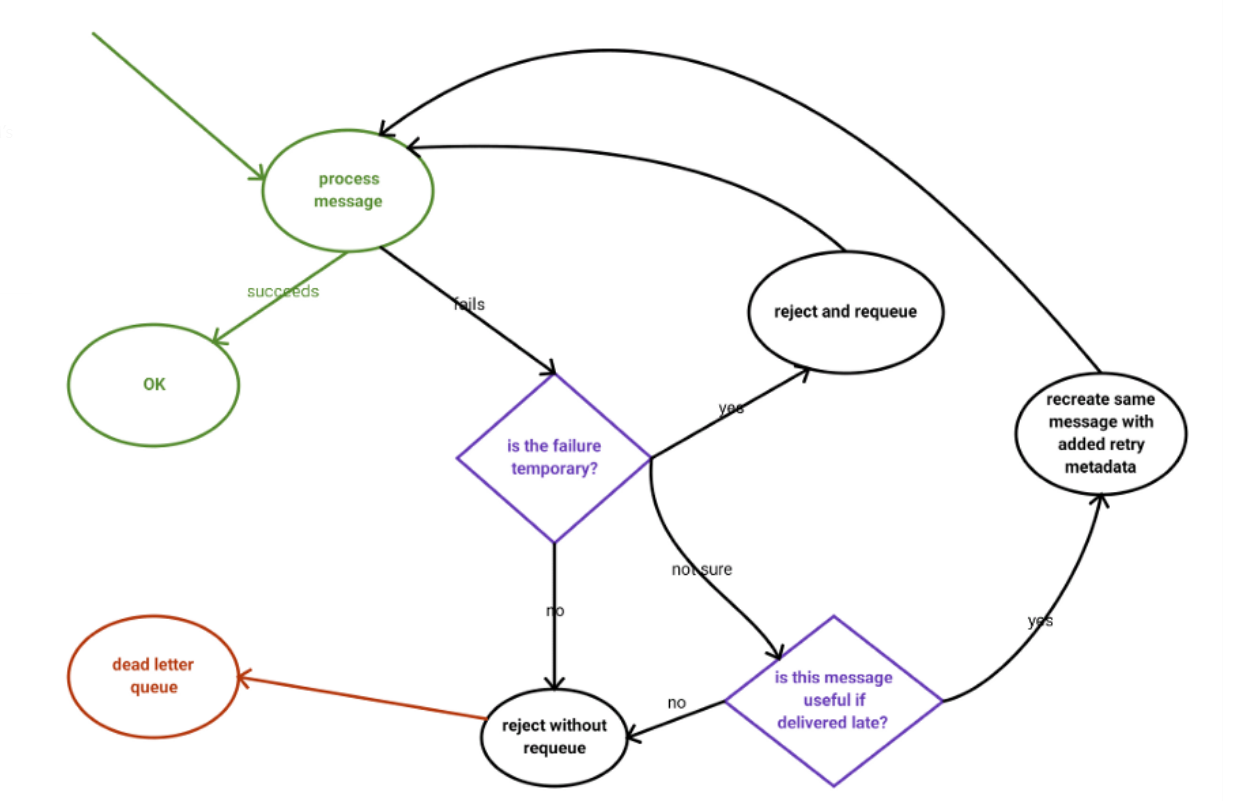 process
message
succeeds
fails
OK
reject and requeue
yes
is the failure
temporary?
recreate same
message with
added retry
metadata
not sure
no
yes
dead letter
queue
is this message
useful if
delivered late?
no
reject without
requeue